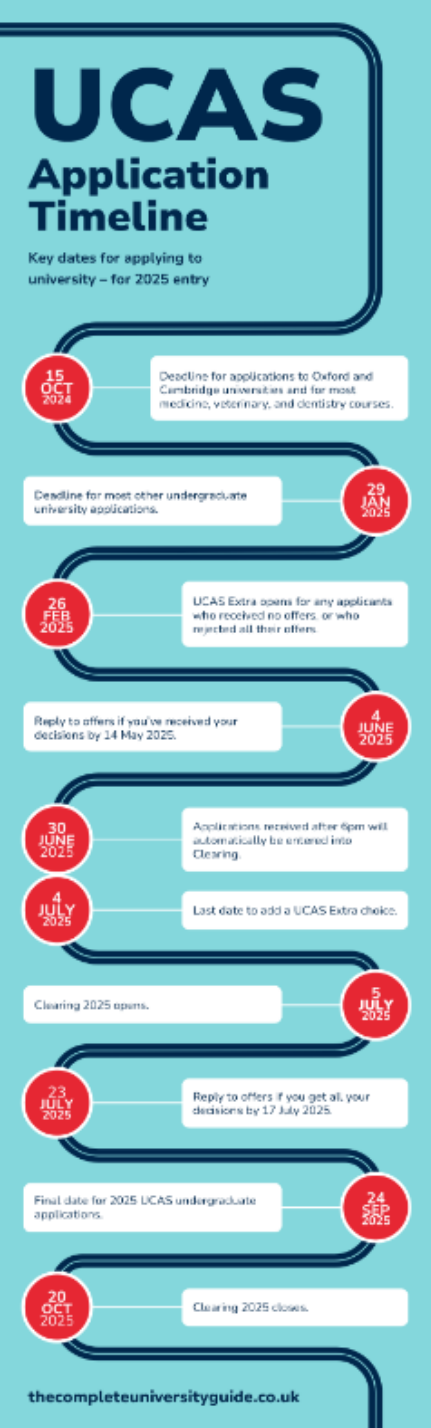 UCAS
Application
Timeline
Key dates for applying to
university – for 2025 entry
15
OCT
2024
Deadline for applications to Oxford and
Cambridge universities and for most
medicine, veterinary, and dentistry courses.
Deadline for most other undergraduate
university applications.
29
JAN
2025
26
FEB
2025
UCAS Extra opens for any applicants
who received no offers, or who
rejected all their offers.
Reply to offers if you've received your
decisions by 14 May 2025.
4
JUNE
2025
30
JUNE
2025
Applications received after 6pm will
automatically be entered into
Clearing.
4
JULY
2025
Last date to add a UCAS Extra choice.
Clearing 2025 opens.
5
JULY
2025
23
JULY
2025
Reply to offers if you get all your
decisions by 17 July 2025.
Final date for 2025 UCAS undergraduate
applications.
24
SEP
2025
20
OCT
2025
Clearing 2025 closes.
thecompleteuniversityguide.co.uk